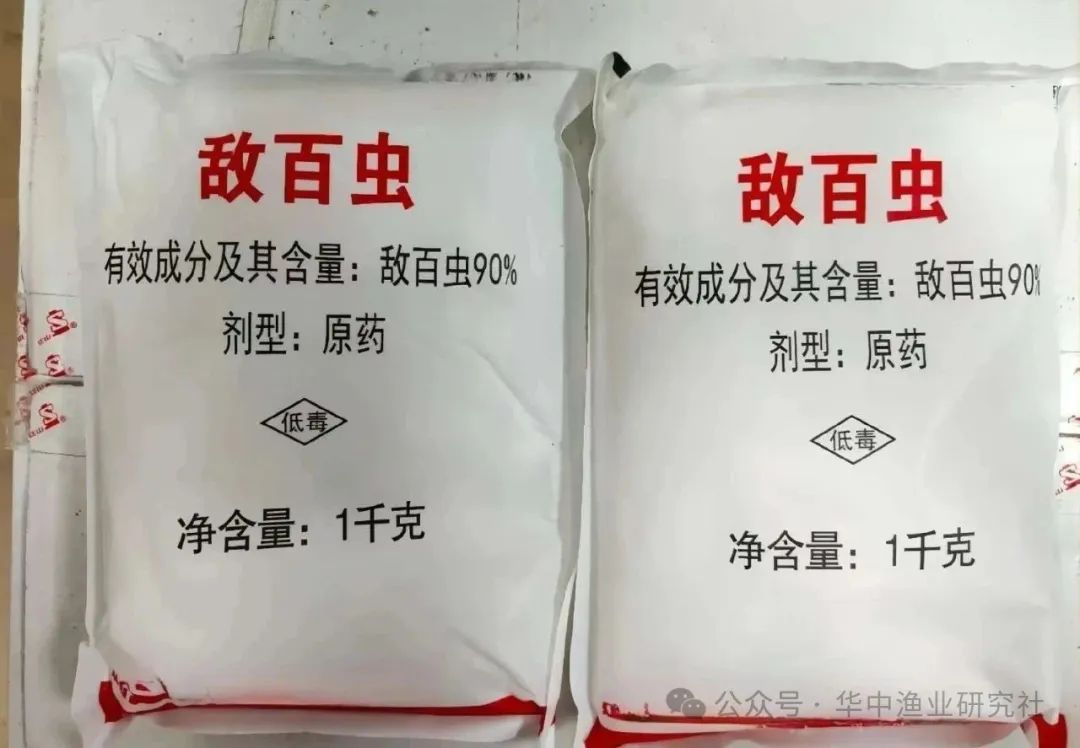 敌百虫
有效成分及其含量：敌百虫90%
剂型：原药
低毒
净含量：1千克
敌百虫
有效成分及其含量：敌百虫90%
剂型：原药
低毒
净含量：1千克
公众号·华中渔业研究社